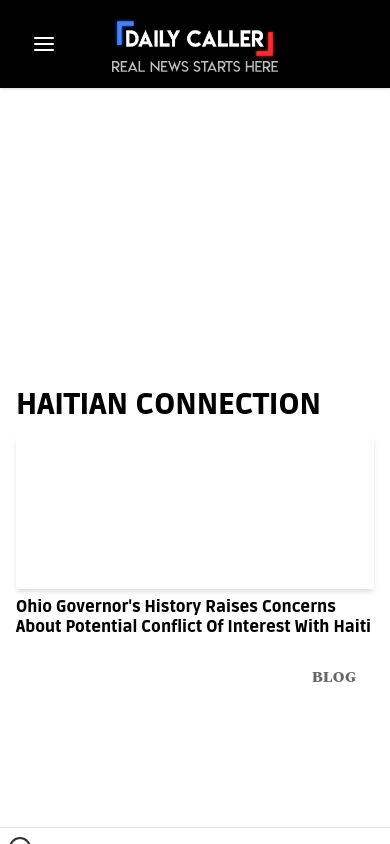 DAILY CALLER
REAL NEWS STARTS HERE
HAITIAN CONNECTION
Ohio Governor's History Raises Concerns
About Potential Conflict Of Interest With Haiti
BLOG